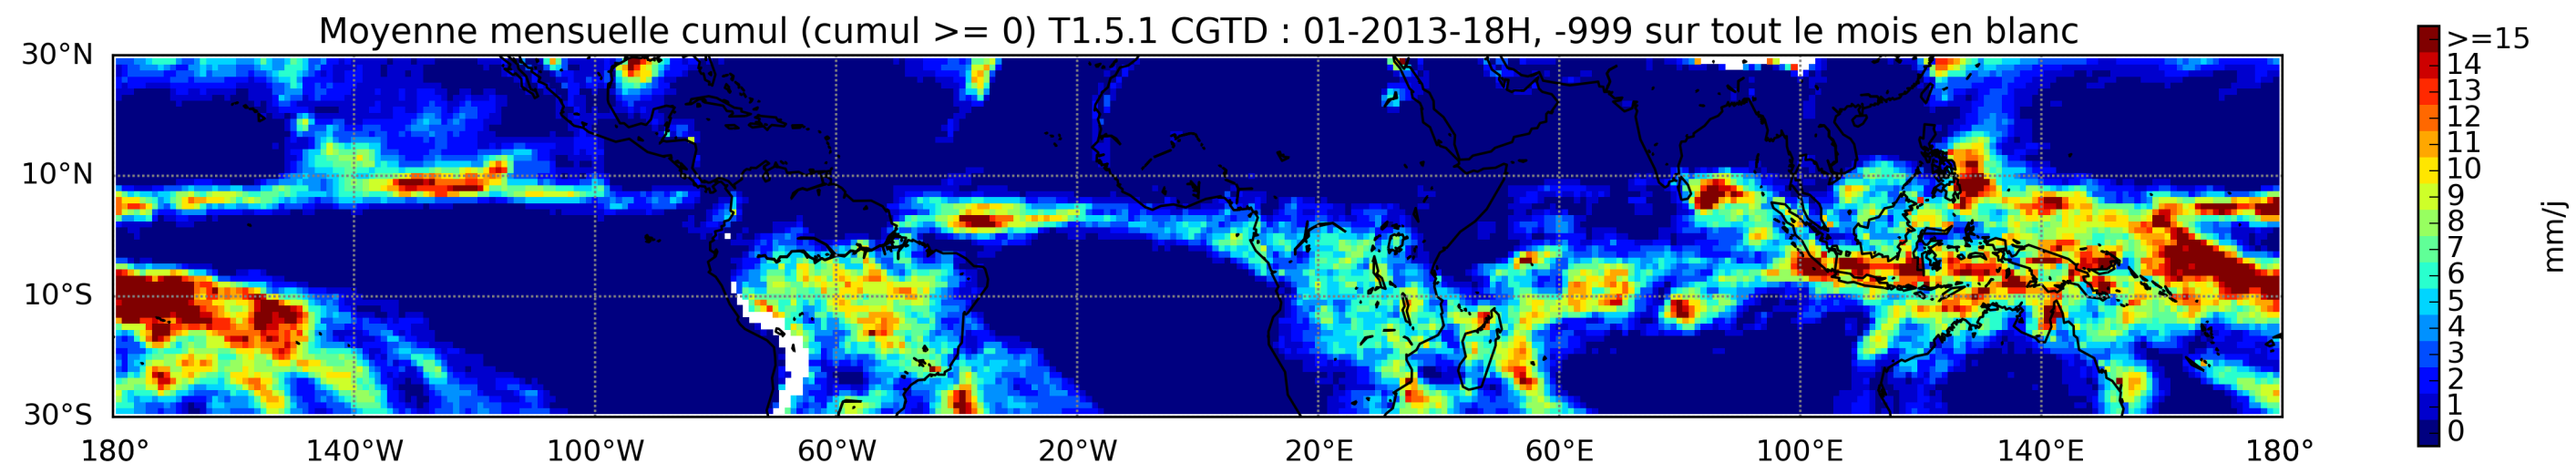 Moyenne mensuelle cumul (cumul >= 0) T1.5.1 CGTD : 01-2013-18H, -999 sur tout le mois en blanc
30°N
10°N
10°S
30°S
180°
140°W
100°W
60°W
20°W
20°E
60°E
100°E
140°E
180°
>=15
14
13
12
11
10
9
8
7
6
5
4
3
2
1
0
mm/j